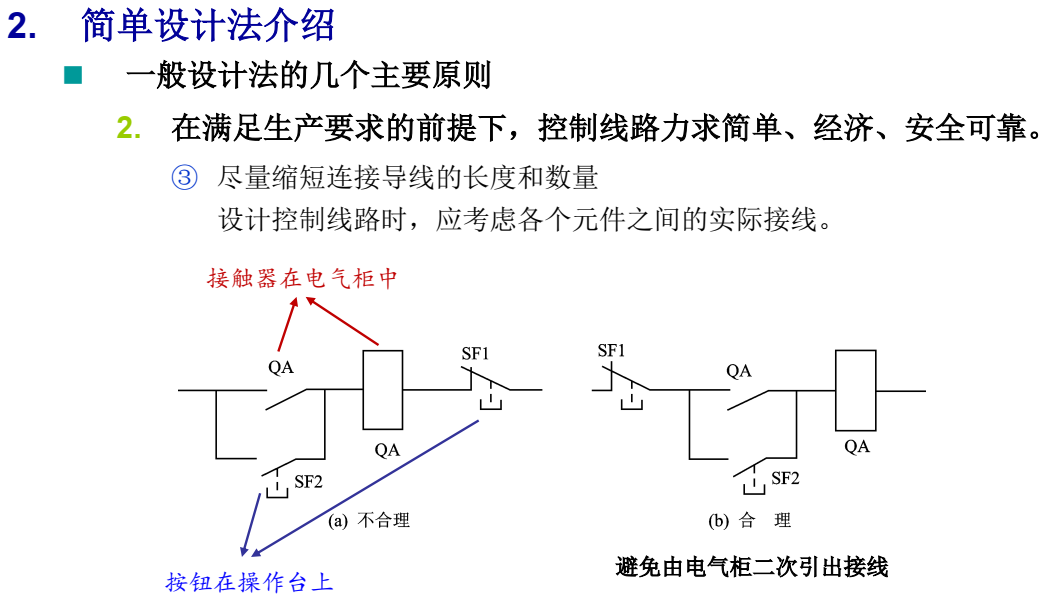 2. 简单设计法介绍
一般设计法的几个主要原则
2. 在满足生产要求的前提下，控制线路力求简单、经济、安全可靠。
③ 尽量缩短连接导线的长度和数量
设计控制线路时，应考虑各个元件之间的实际接线。
接触器在电气柜中
QA
SF1
QA
SF2
(a) 不合理
按钮在操作台上
SF1
QA
QA
SF2
(b) 合 理
避免由电气柜二次引出接线